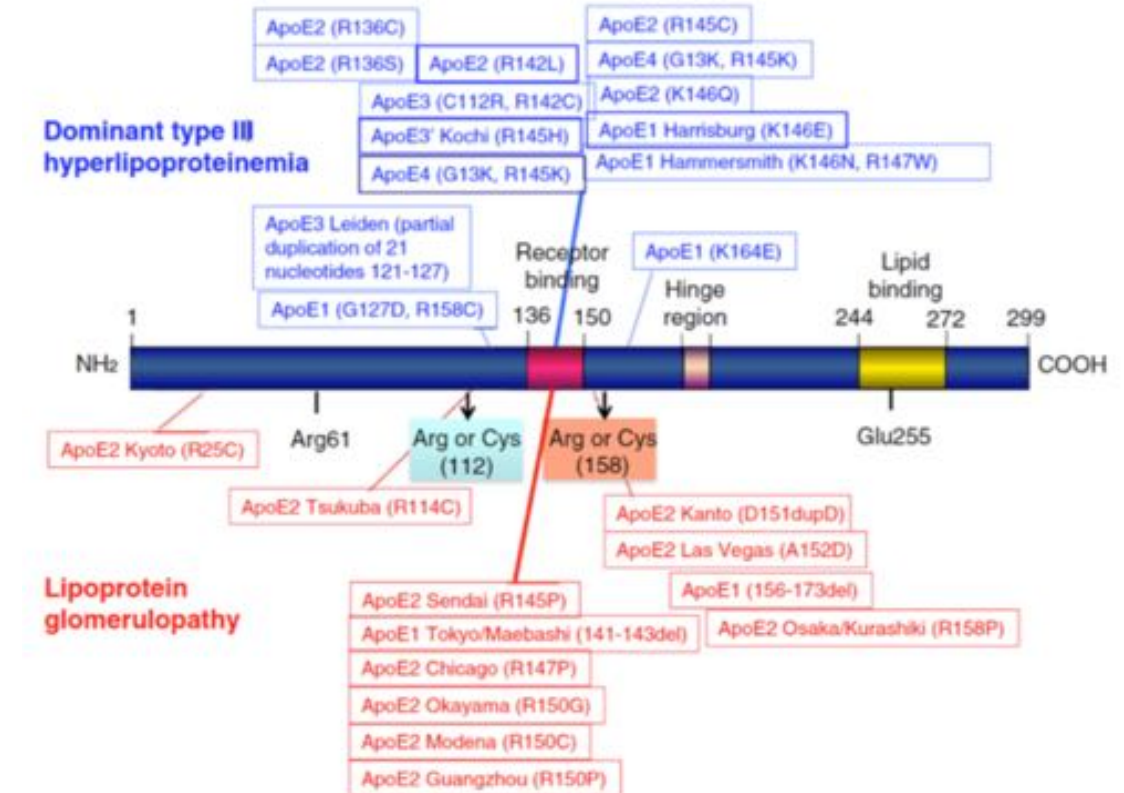 ApoE2 (R136C)
ApoE2 (R136S)
ApoE2 (R142L)
ApoE3 (C112R, R142C)
ApoE3' Kochi (R145H)
ApoE4 (G13K, R145K)
ApoE2 (R145C)
ApoE4 (G13K, R145K)
ApoE2 (K146Q)
ApoE1 Harrisburg (K146E)
ApoE1 Hammersmith (K146N, R147W)
Dominant type III
hyperlipoproteinemia
ApoE3 Leiden (partial
duplication of 21
nucleotides 121-127)
ApoE1 (G127D, R158C)
Receptor
binding
ApoE1 (K164E)
Hinge
region
Lipid
binding
1
136
150
244
272
299
NH2
COOH
ApoE2 Kyoto (R25C)
Arg61
Arg or Cys
(112)
Arg or Cys
(158)
Glu255
ApoE2 Tsukuba (R114C)
ApoE2 Kanto (D151dupD)
ApoE2 Las Vegas (A152D)
ApoE1 (156-173del)
ApoE2 Osaka/Kurashiki (R158P)
Lipoprotein
glomerulopathy
ApoE2 Sendai (R145P)
ApoE1 Tokyo/Maebashi (141-143del)
ApoE2 Chicago (R147P)
ApoE2 Okayama (R150G)
ApoE2 Modena (R150C)
ApoE2 Guangzhou (R150P)